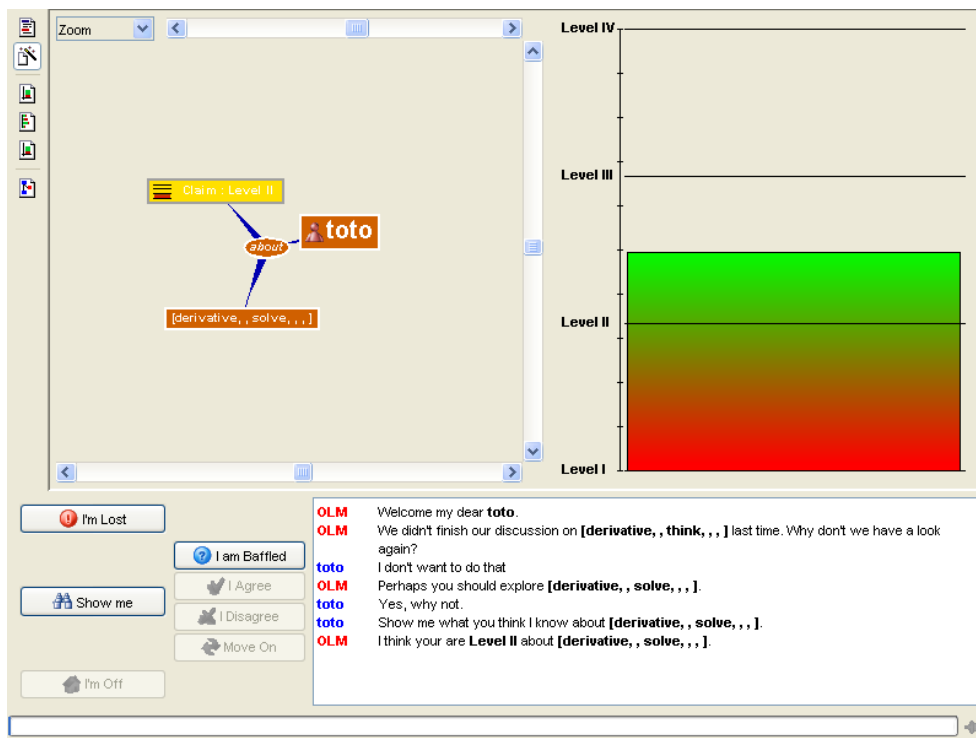 Zoom
Claim : Level II
toto
about
[derivative, , solve, , , ]
Level IV
Level III
Level II
Level I
I'm Lost
I am Baffled
I Agree
Show me
I Disagree
Move On
I'm Off
OLM Welcome my dear toto.
OLM We didn't finish our discussion on [derivative, , think, , , ] last time. Why don't we have a look
again?
toto I don't want to do that
OLM Perhaps you should explore [derivative, , solve, , , ].
toto Yes, why not.
toto Show me what you think I know about [derivative, , solve, , , ].
OLM I think your are Level II about [derivative, , solve, , , ].